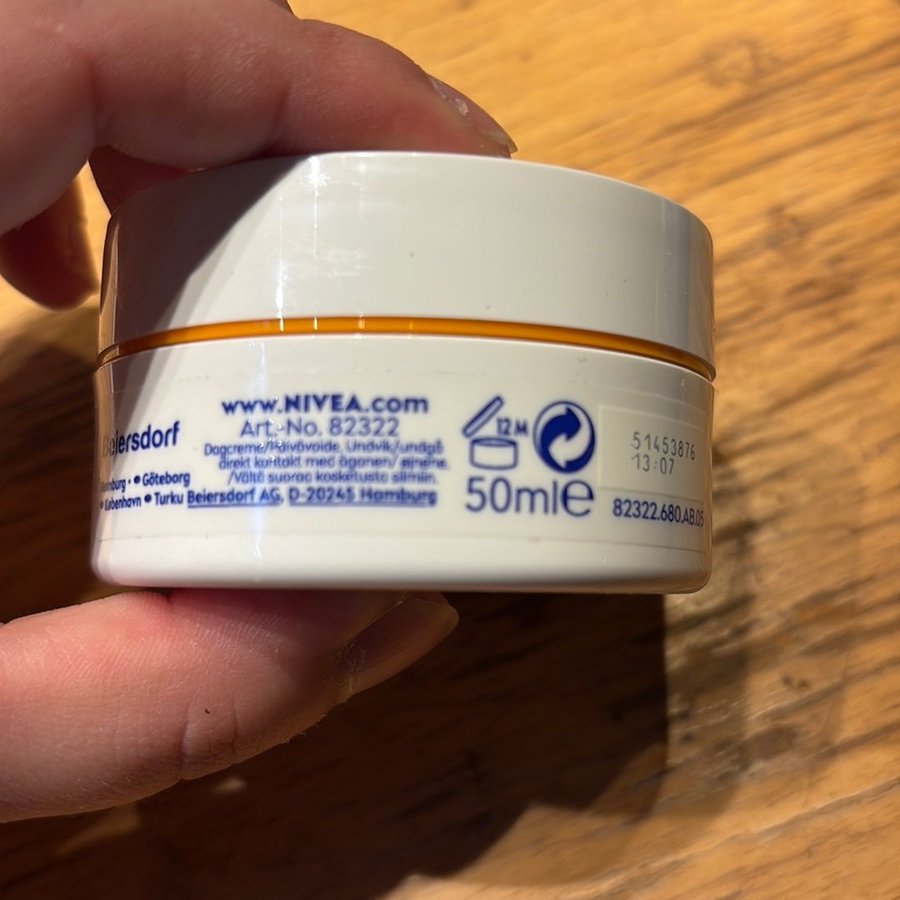 Beiersdorf
• Göteborg
København • Turku
www.NIVEA.com
Art.-No. 82322
Dagcreme/Päivävoide. Undvik/undgå
direkt kontakt med ögonen/ øjnene.
/Vältä suoraa kosketusta silmiin.
Beiersdorf AG, D-20245 Hamburg
12M
50ml℮
51453876
13:07
82322.680.AB.05